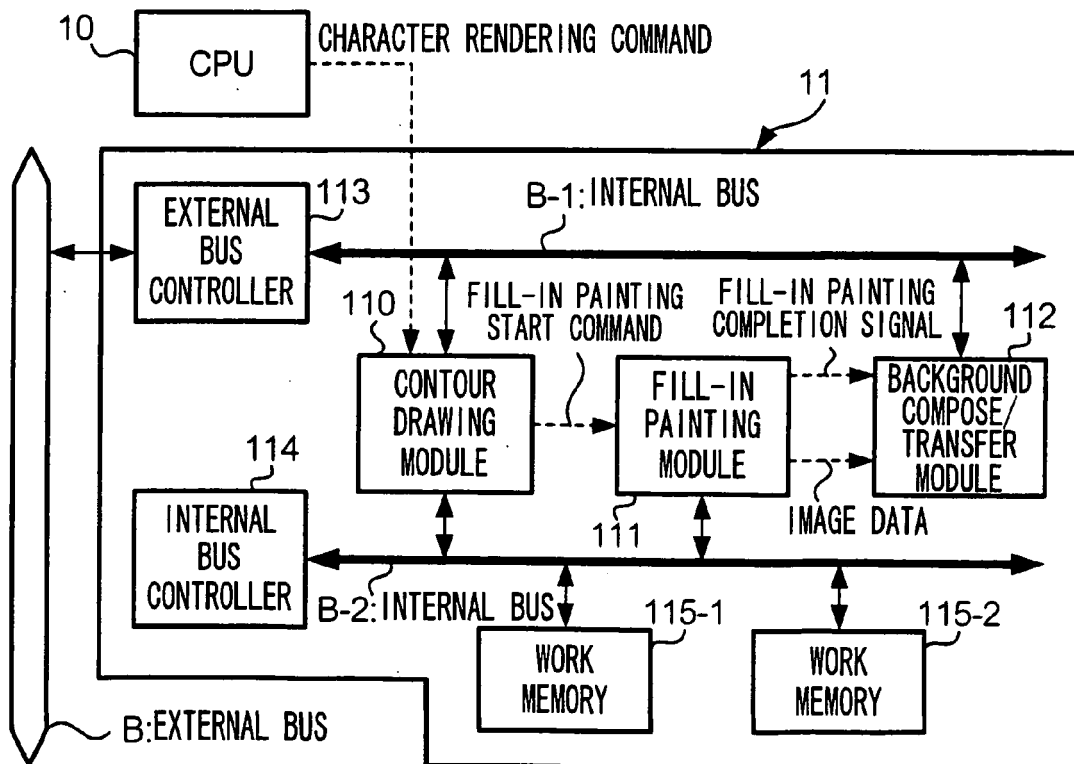 10
CPU
CHARACTER RENDERING COMMAND
11
113
EXTERNAL
BUS
CONTROLLER
B-1:INTERNAL BUS
110
FILL-IN PAINTING
START COMMAND
FILL-IN PAINTING
COMPLETION SIGNAL
112
CONTOUR
DRAWING
MODULE
FILL-IN
PAINTING
MODULE
BACKGROUND
COMPOSE/
TRANSFER
MODULE
114
INTERNAL
BUS
CONTROLLER
111
IMAGE DATA
B-2:INTERNAL BUS
115-1
115-2
WORK
MEMORY
WORK
MEMORY
B:EXTERNAL BUS